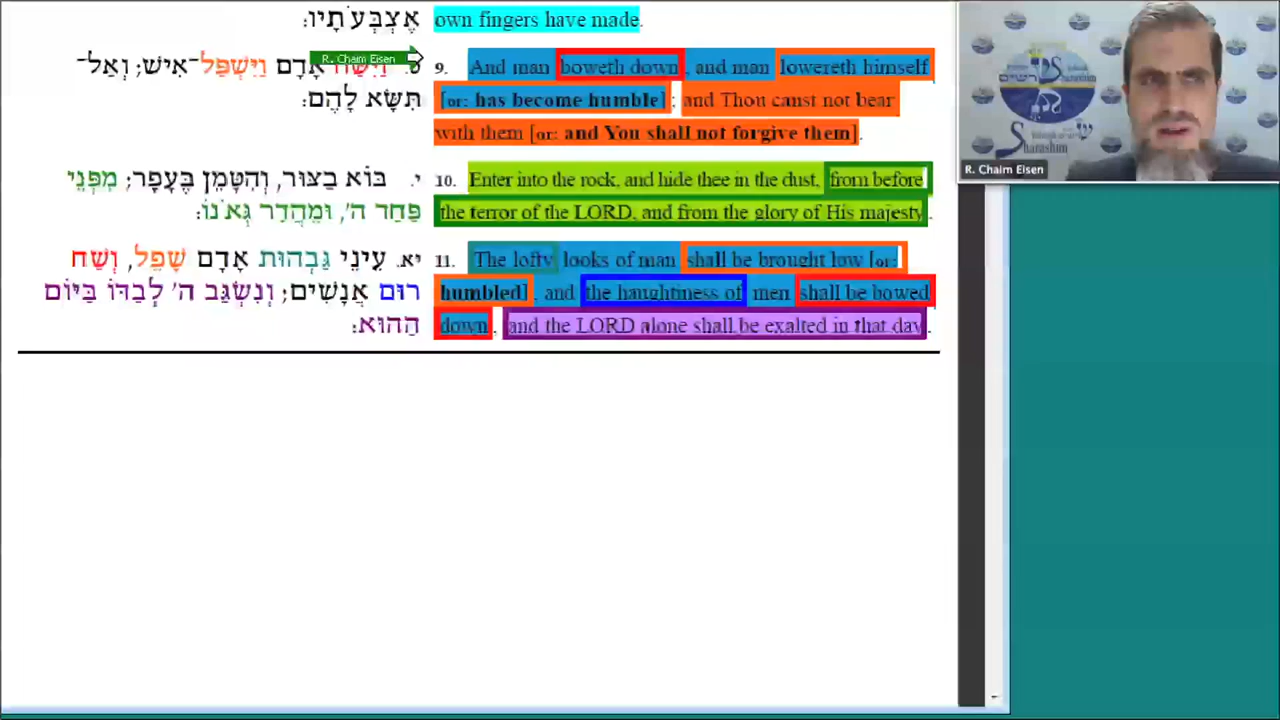 אֶצְבְּעֹתָיו:
own fingers have made.
R. Chaim Eisen
ט. וַיִּשַּׁח אָדָם וַיִּשְׁפַּל־אִישׁ; וְאַל־
תִּשָּׂא לָהֶם:
9. And man boweth down, and man lowereth himself
[or: has become humble]; and Thou canst not bear
with them [or: and You shall not forgive them].
י. בּוֹא בַצּוּר, וְהִטָּמֵן בֶּעָפָר; מִפְּנֵי
פַּחַד ה', וּמֵהֲדַר גְּאֹנוֹ:
10. Enter into the rock, and hide thee in the dust, from before
the terror of the LORD, and from the glory of His majesty.
יא. עֵינֵי גַּבְהוּת אָדָם שָׁפֵל, וְשַׁח
רוּם אֲנָשִׁים; וְנִשְׂגַּב ה' לְבַדּוֹ בַּיּוֹם
הַהוּא:
11. The lofty looks of man shall be brought low [or:
humbled], and the haughtiness of men shall be bowed
down, and the LORD alone shall be exalted in that day.
Sharashim
R. Chaim Eisen